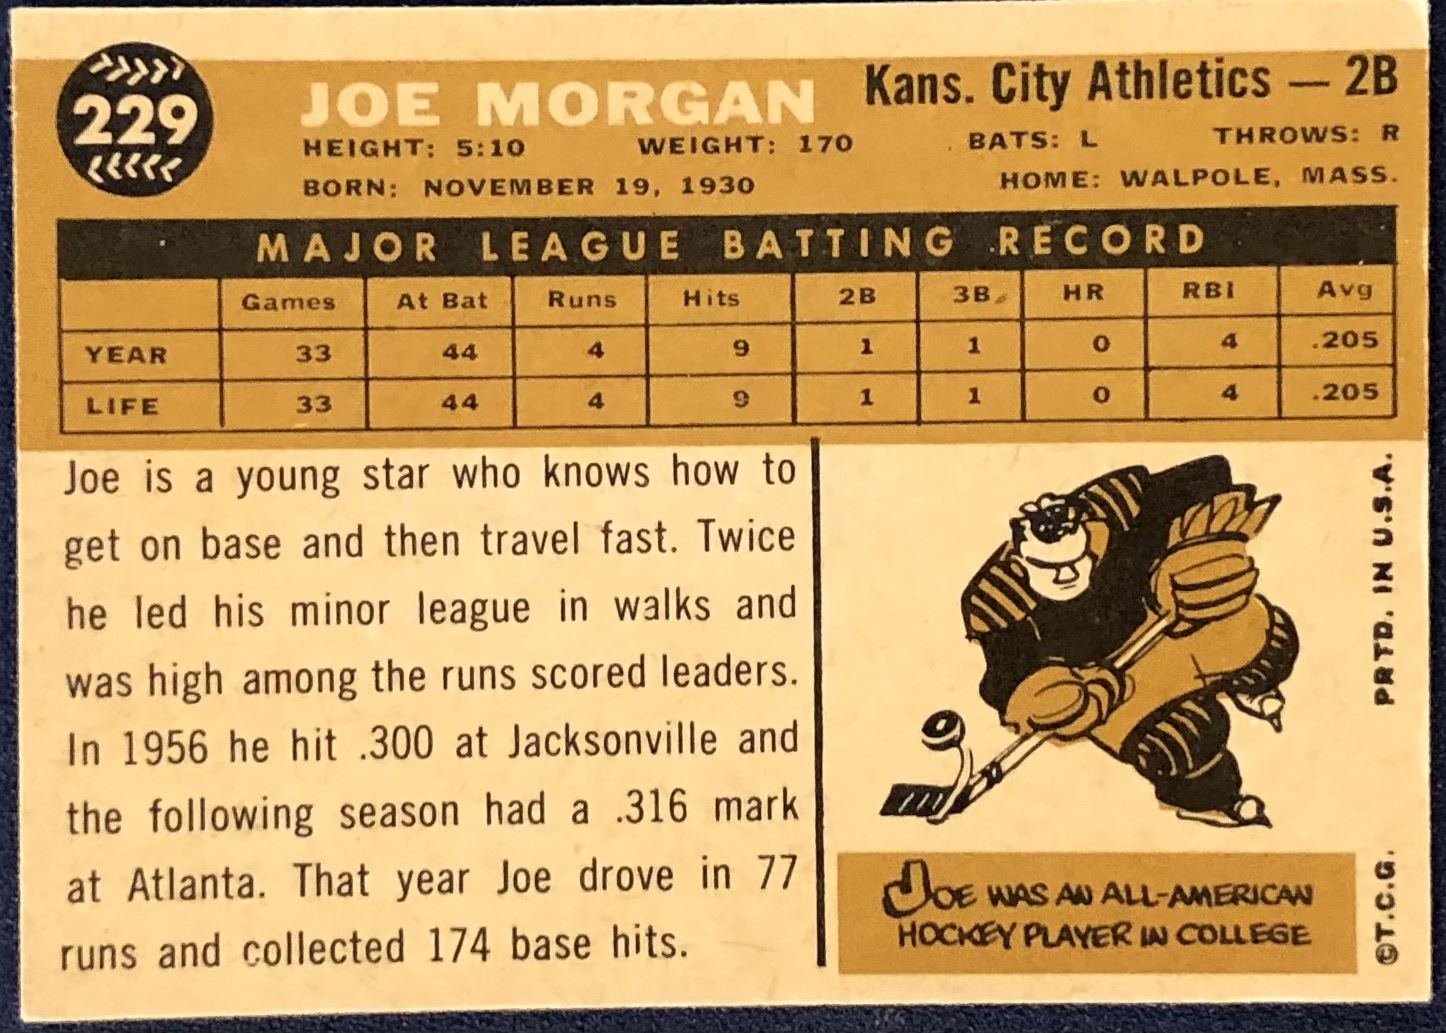 229
JOE MORGAN
Kans. City Athletics — 2B
HEIGHT: 5:10 WEIGHT: 170 BATS: L THROWS: R
BORN: NOVEMBER 19, 1930 HOME: WALPOLE, MASS.
MAJOR LEAGUE BATTING RECORD
Games At Bat Runs Hits 2B 3B HR RBI Avg
YEAR 33 44 4 9 1 1 0 4 .205
LIFE 33 44 4 9 1 1 0 4 .205
Joe is a young star who knows how to
get on base and then travel fast. Twice
he led his minor league in walks and
was high among the runs scored leaders.
In 1956 he hit .300 at Jacksonville and
the following season had a .316 mark
at Atlanta. That year Joe drove in 77
runs and collected 174 base hits.
JOE WAS AN ALL-AMERICAN
HOCKEY PLAYER IN COLLEGE
©T.C.G. PRTD. IN U.S.A.